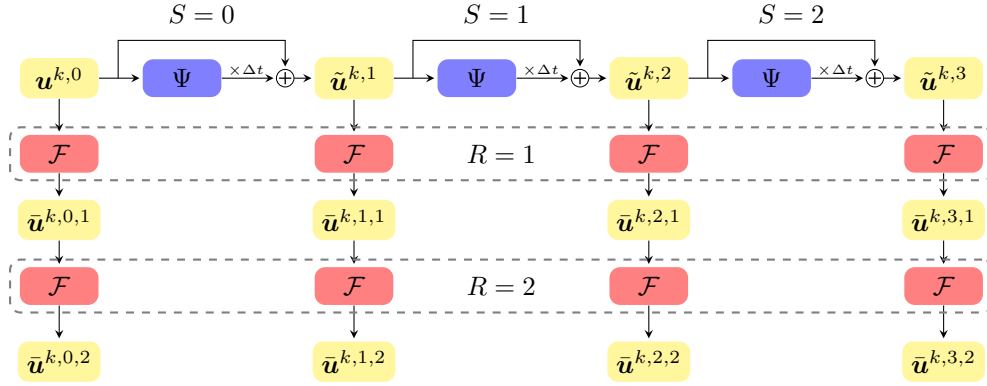 S = 0 S = 1 S = 2
u^{k,0} Ψ ×Δt ⊕ ũ^{k,1} Ψ ×Δt ⊕ ũ^{k,2} Ψ ×Δt ⊕ ũ^{k,3}
F F R = 1 F F
ū^{k,0,1} ū^{k,1,1} ū^{k,2,1} ū^{k,3,1}
F F R = 2 F F
ū^{k,0,2} ū^{k,1,2} ū^{k,2,2} ū^{k,3,2}